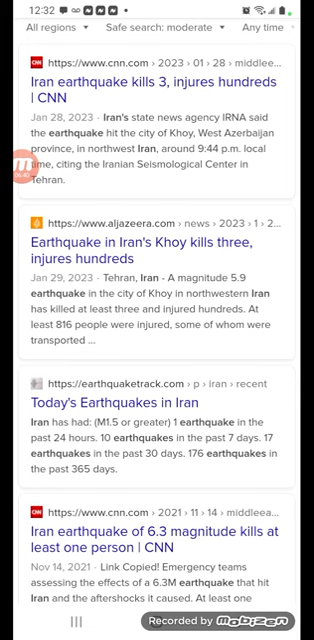 12:32
All regions Safe search: moderate Any time
CNN https://www.cnn.com › 2023 › 01 › 28 › middlee...
Iran earthquake kills 3, injures hundreds
| CNN
Jan 28, 2023 · Iran's state news agency IRNA said
the earthquake hit the city of Khoy, West Azerbaijan
province, in northwest Iran, around 9:44 p.m. local
time, citing the Iranian Seismological Center in
Tehran.
04:40
https://www.aljazeera.com › news › 2023 › 1 › 2...
Earthquake in Iran's Khoy kills three,
injures hundreds
Jan 29, 2023 · Tehran, Iran - A magnitude 5.9
earthquake in the city of Khoy in northwestern Iran
has killed at least three and injured hundreds. At
least 816 people were injured, some of whom were
transported ...
https://earthquaketrack.com › p › iran › recent
Today's Earthquakes in Iran
Iran has had: (M1.5 or greater) 1 earthquake in the
past 24 hours. 10 earthquakes in the past 7 days. 17
earthquakes in the past 30 days. 176 earthquakes in
the past 365 days.
CNN https://www.cnn.com › 2021 › 11 › 14 › middleea...
Iran earthquake of 6.3 magnitude kills at
least one person | CNN
Nov 14, 2021 · Link Copied! Emergency teams
assessing the effects of a 6.3M earthquake that hit
Iran and the aftershocks it caused. At least one
Recorded by Mobizen